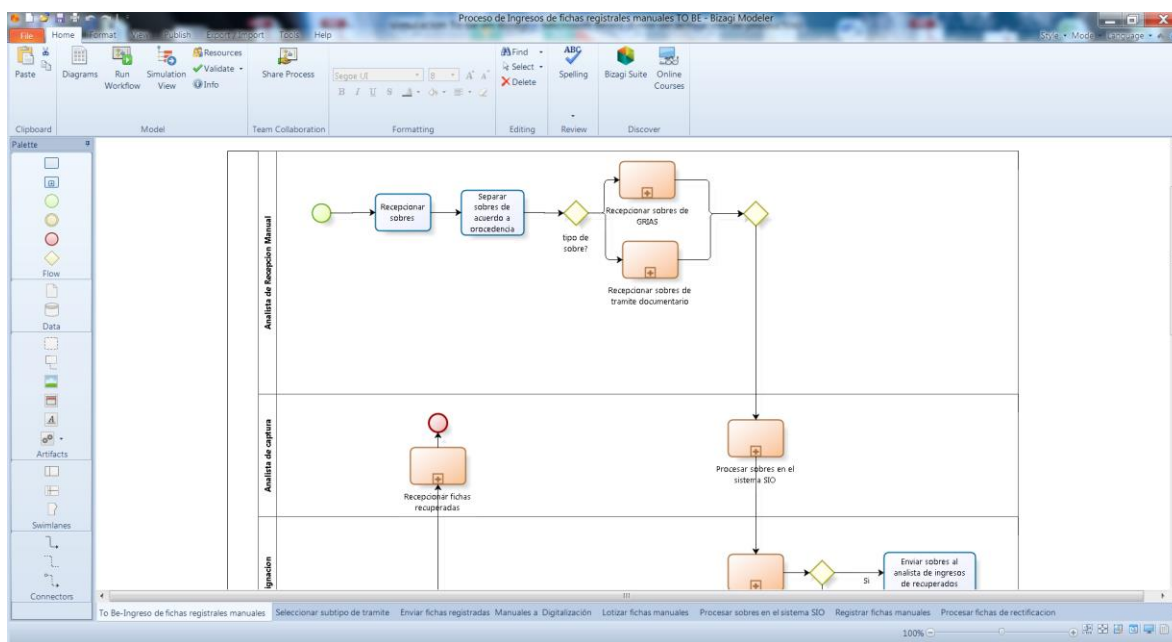 Proceso de Ingresos de fichas registrales manuales TO BE - Bizagi Modeler
File Home Format View Publish Export / Import Tools Help
Style Mode Language
Paste
Diagrams
Run Workflow
Simulation View
Resources
Validate
Info
Share Process
Segoe UI 8
B I U S
Find
Select
Delete
ABC
Spelling
Bizagi Suite
Online Courses
Clipboard Model Team Collaboration Formatting Editing Review Discover
Palette
Flow
Data
Artifacts
Swimlanes
Connectors
Analista de Recepcion Manual
Recepcionar
sobres
Separar
sobres de
acuerdo a
procedencia
tipo de
sobre?
Recepcionar sobres de
GRIAS
Recepcionar sobres de
tramite documentario
Analista de captura
Recepcionar fichas
recuperadas
Procesar sobres en el
sistema SIO
ignacion
Si
Enviar sobres al
analista de ingresos
de recuperados
To Be-Ingreso de fichas registrales manuales Seleccionar subtipo de tramite Enviar fichas registradas Manuales a Digitalización Lotizar fichas manuales Procesar sobres en el sistema SIO Registrar fichas manuales Procesar fichas de rectificacion
100%